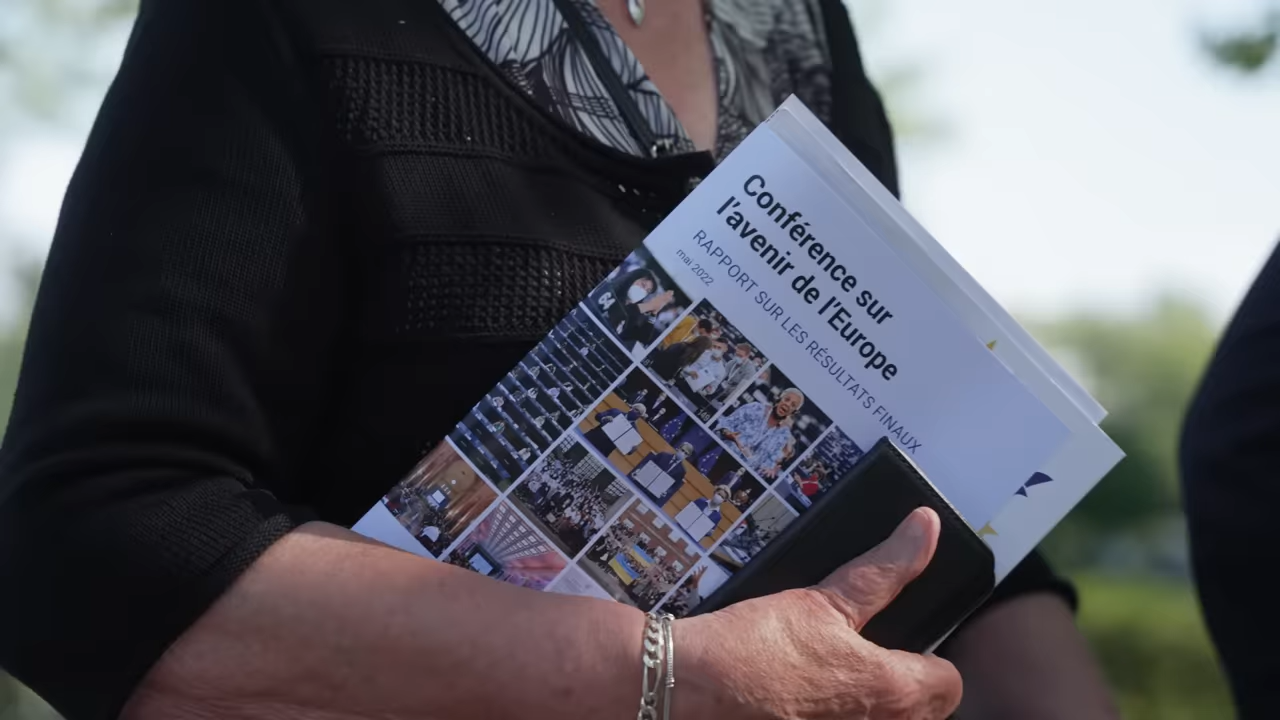 Conférence sur
l'avenir de l'Europe
RAPPORT SUR LES RÉSULTATS FINAUX
mai 2022